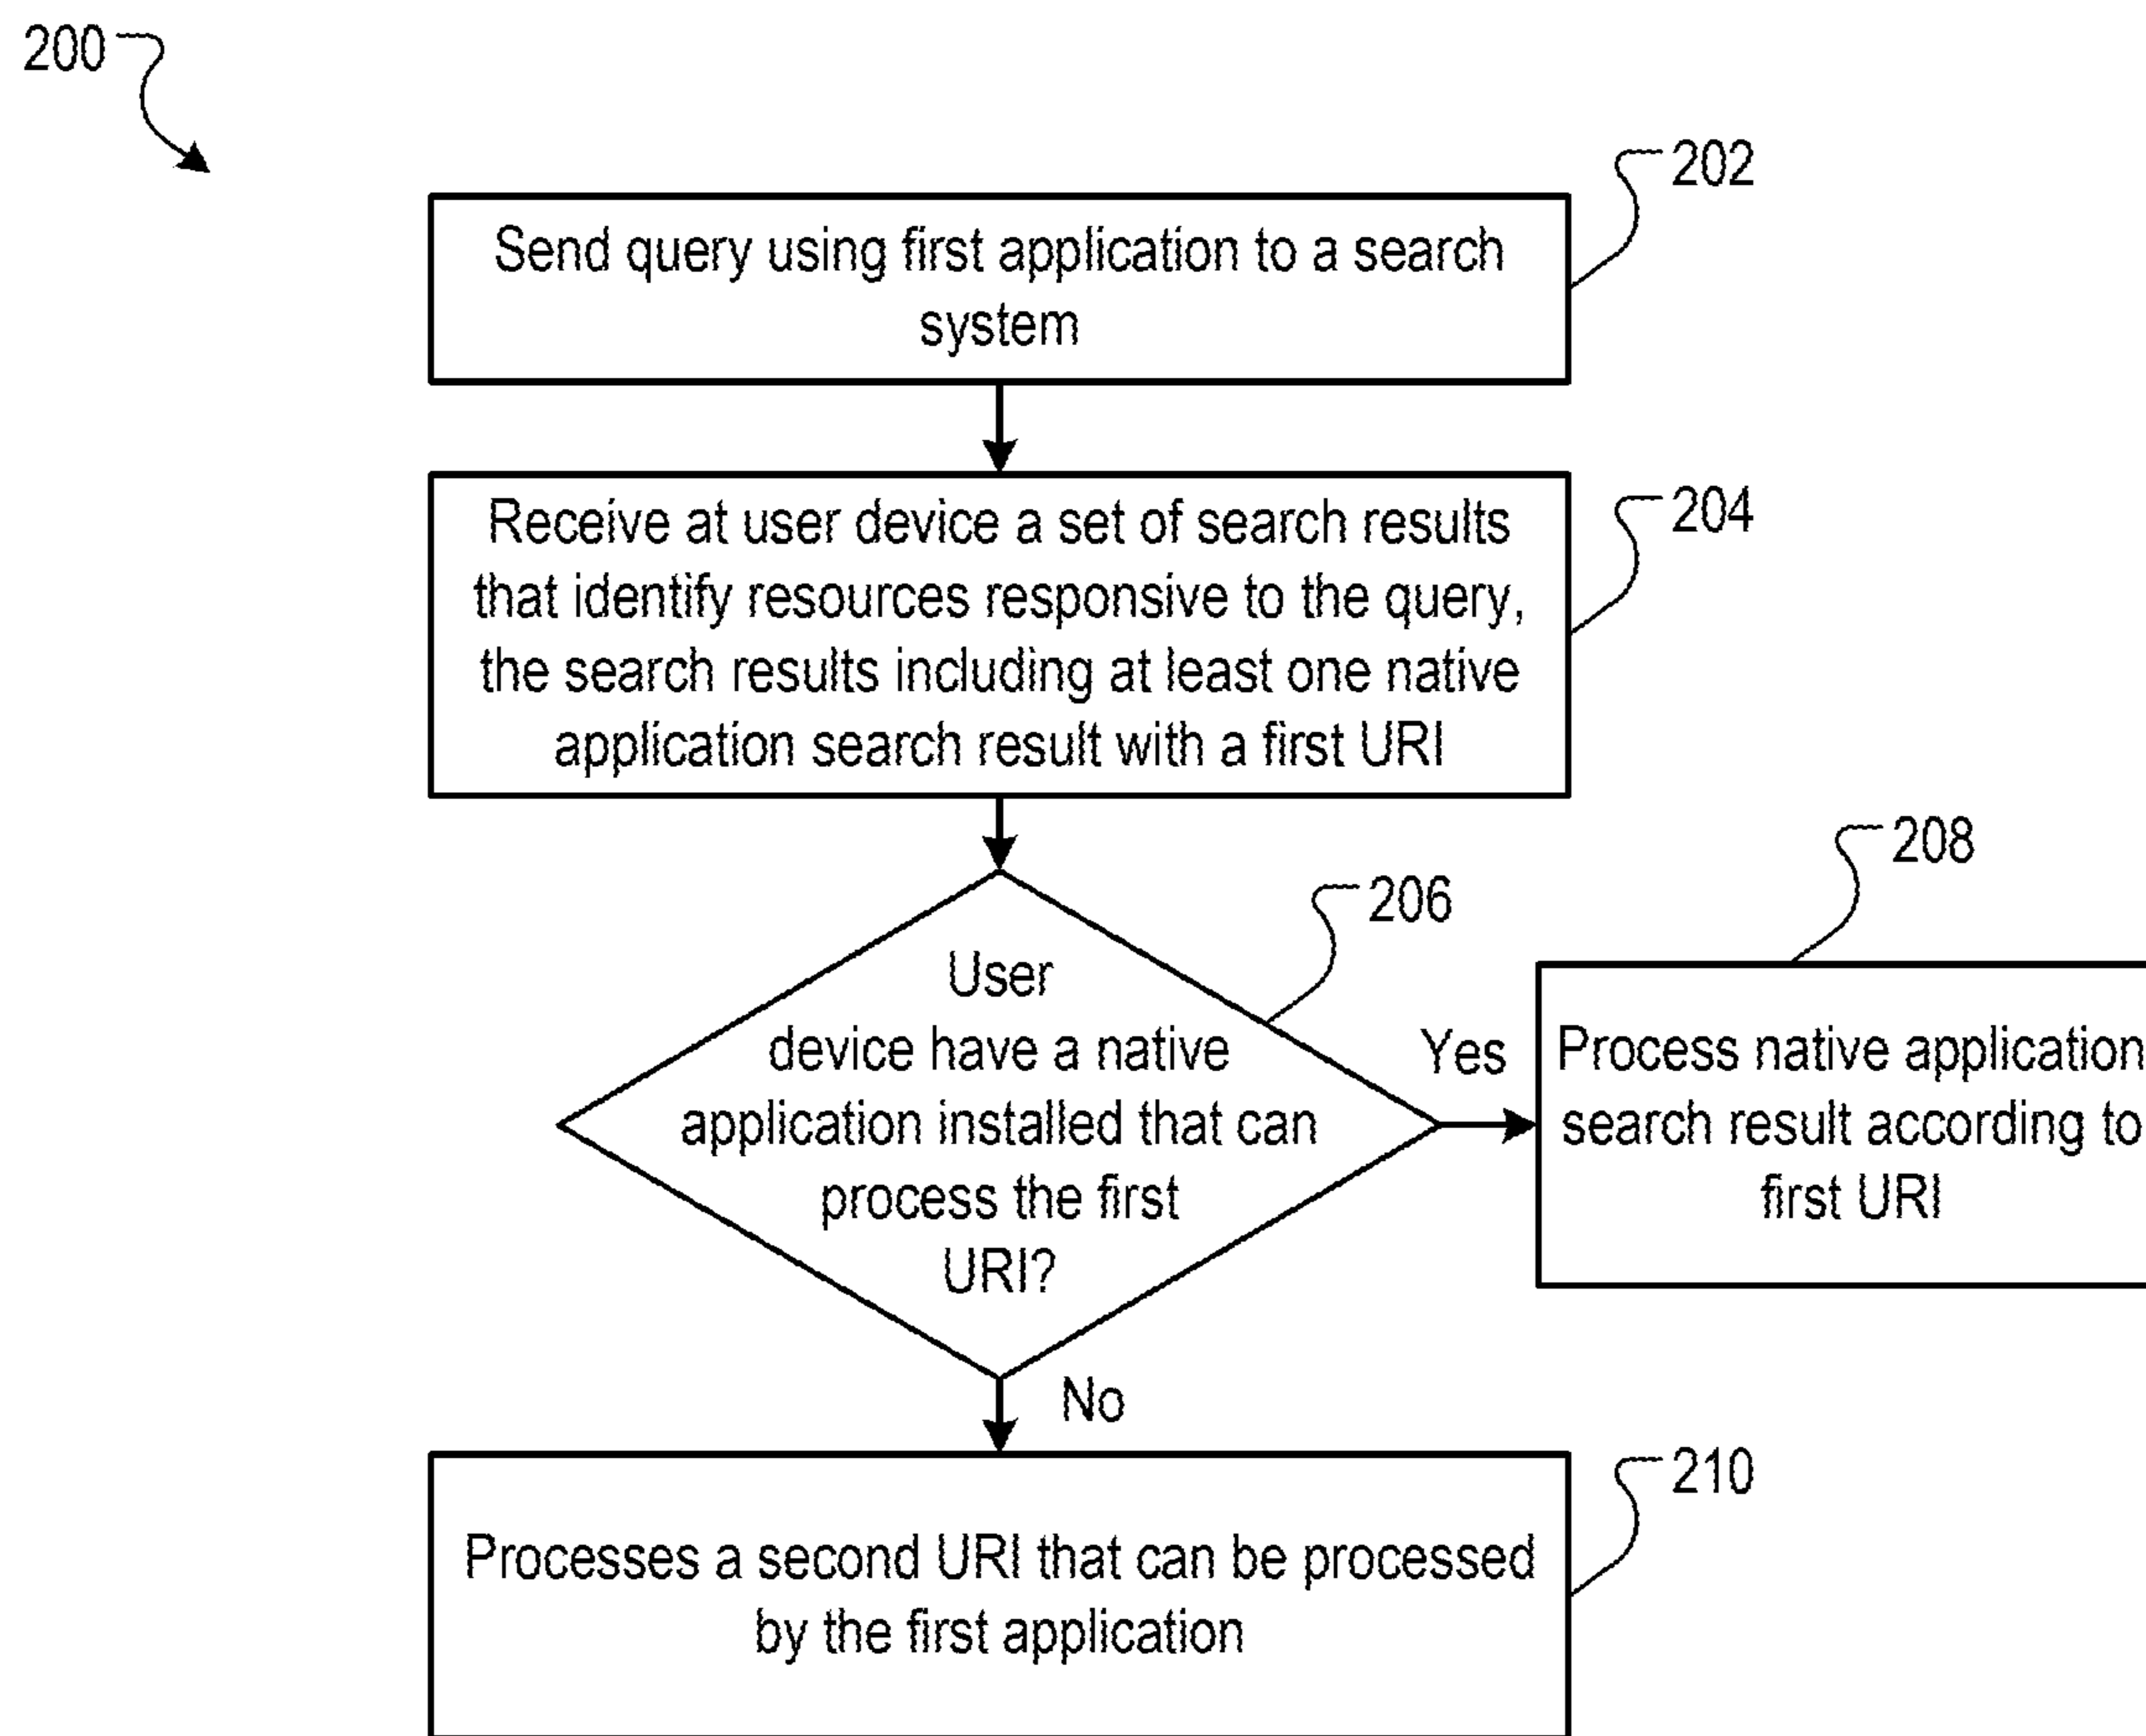 200
202
Send query using first application to a search
system
204
Receive at user device a set of search results
that identify resources responsive to the query,
the search results including at least one native
application search result with a first URI
206
User
device have a native
application installed that can
process the first
URI?
Yes
208
Process native application
search result according to
first URI
No
210
Processes a second URI that can be processed
by the first application